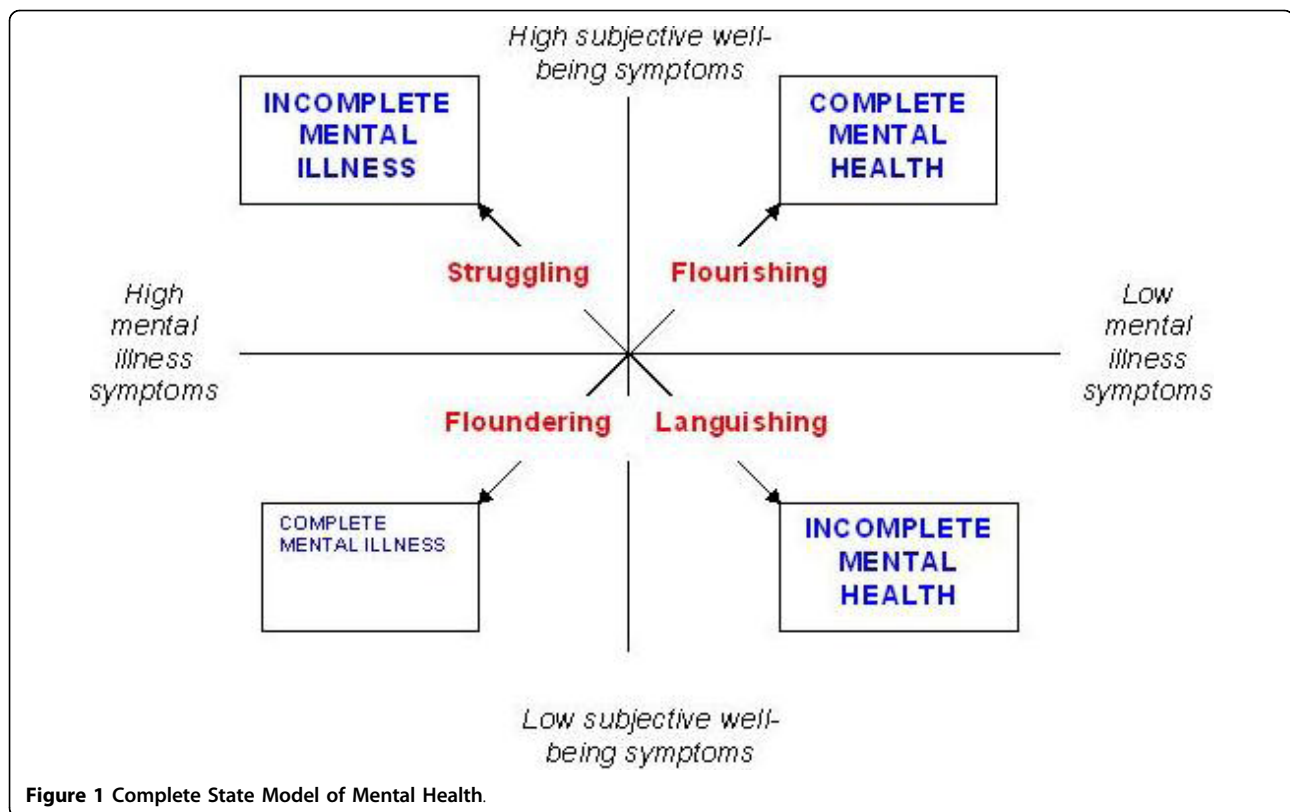 High subjective well-
being symptoms
INCOMPLETE
MENTAL
ILLNESS
COMPLETE
MENTAL
HEALTH
Struggling
Flourishing
High
mental
illness
symptoms
Low
mental
illness
symptoms
Floundering
Languishing
COMPLETE
MENTAL ILLNESS
INCOMPLETE
MENTAL
HEALTH
Low subjective well-
being symptoms
Figure 1 Complete State Model of Mental Health.